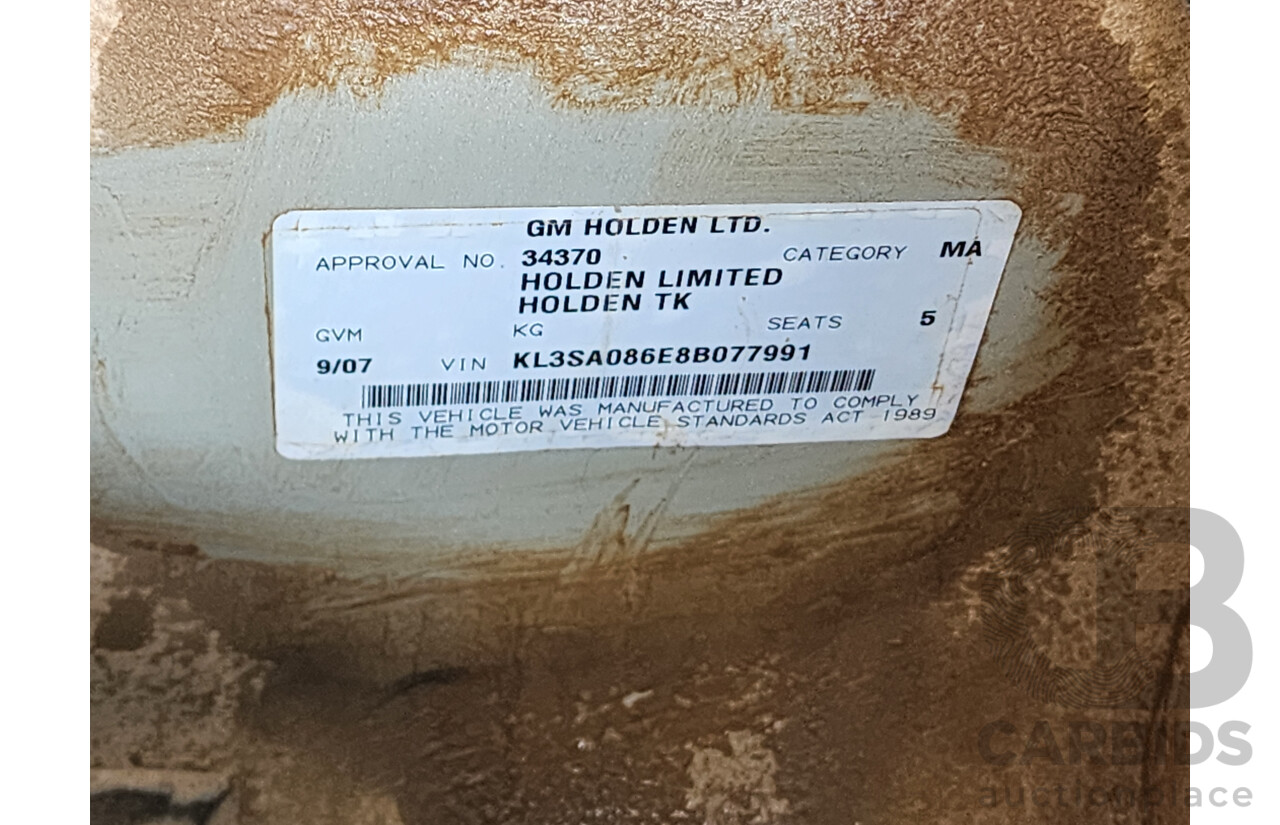 GM HOLDEN LTD.
APPROVAL NO. 34370 CATEGORY MA
HOLDEN LIMITED
HOLDEN TK
GVM KG SEATS 5
9/07 VIN KL3SA086E8B077991
THIS VEHICLE WAS MANUFACTURED TO COMPLY
WITH THE MOTOR VEHICLE STANDARDS ACT 1989
CARBIDS
auctionplace